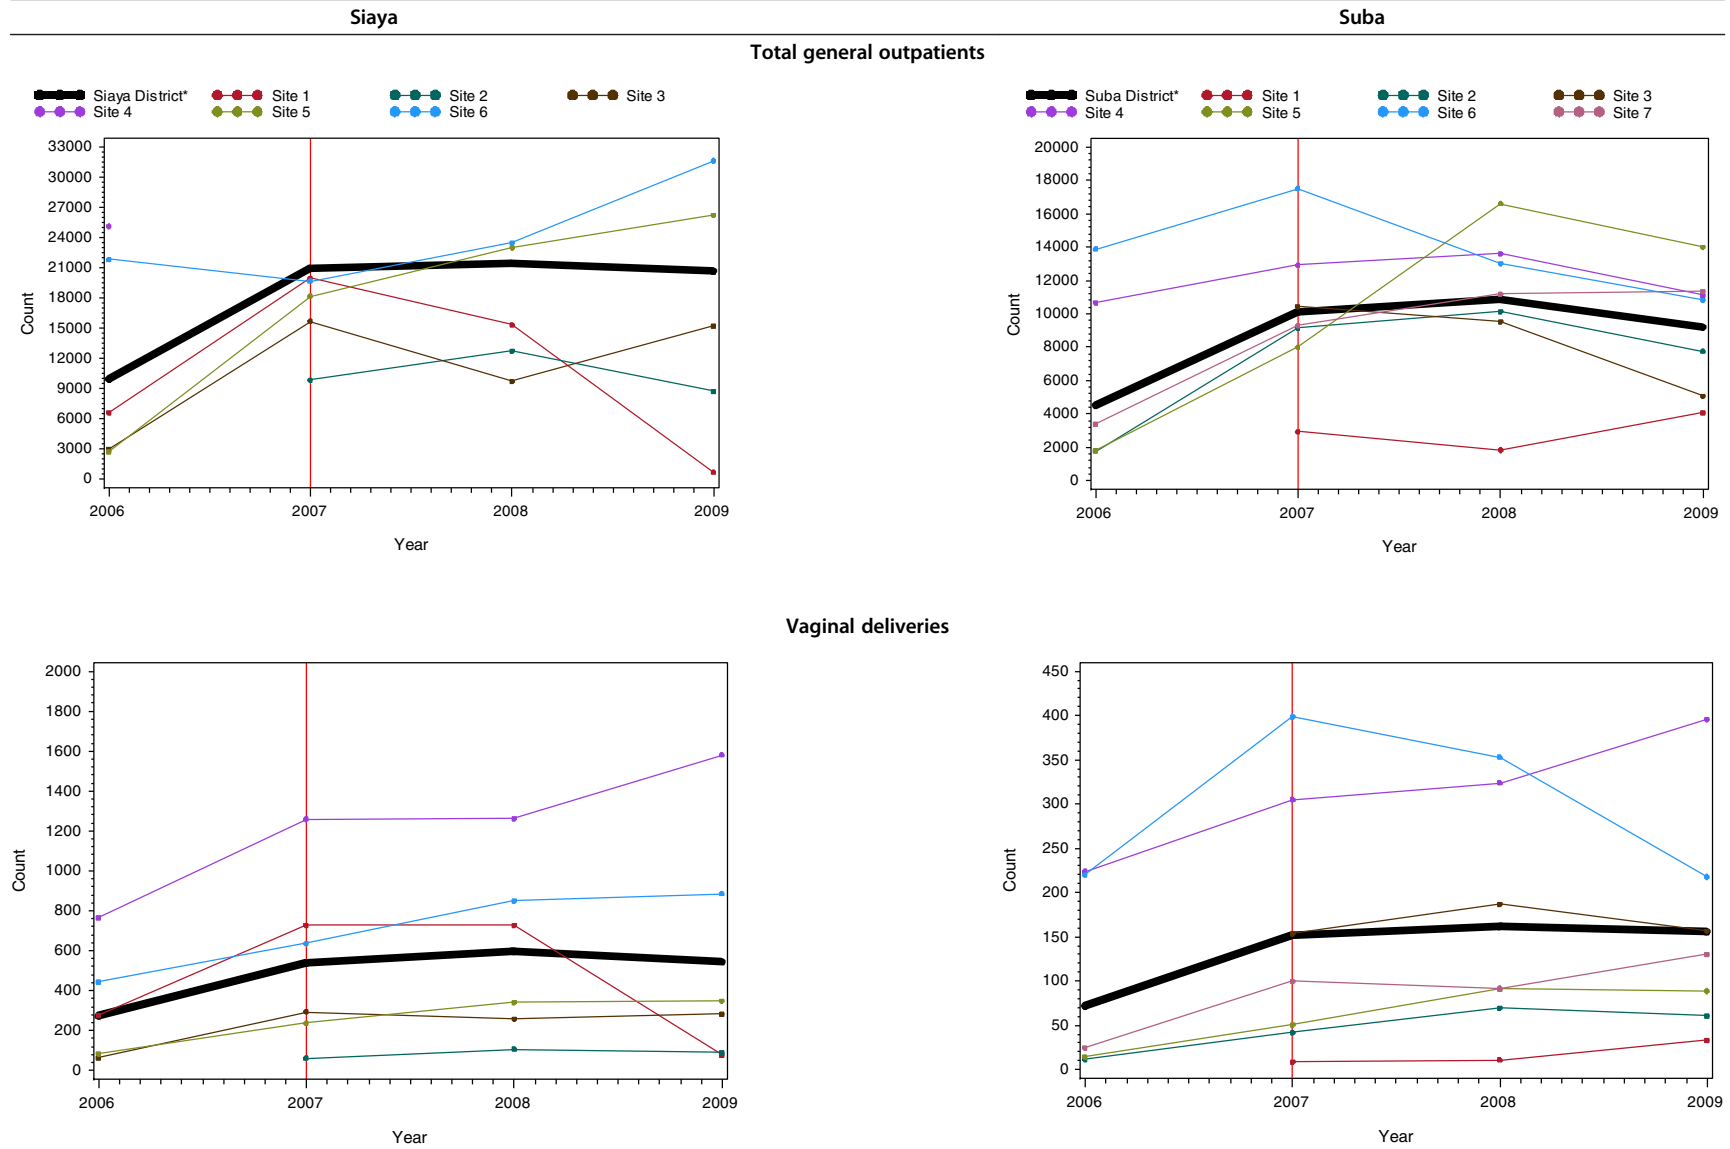 Siaya Suba
Total general outpatients
Siaya District* Site 1 Site 2 Site 3
Site 4 Site 5 Site 6
Suba District* Site 1 Site 2 Site 3
Site 4 Site 5 Site 6 Site 7
33000
30000
27000
24000
21000
18000
15000
12000
9000
6000
3000
0
Count
2006 2007 2008 2009
Year
20000
18000
16000
14000
12000
10000
8000
6000
4000
2000
0
Count
2006 2007 2008 2009
Year
Vaginal deliveries
2000
1800
1600
1400
1200
1000
800
600
400
200
0
Count
2006 2007 2008 2009
Year
450
400
350
300
250
200
150
100
50
0
Count
2006 2007 2008 2009
Year